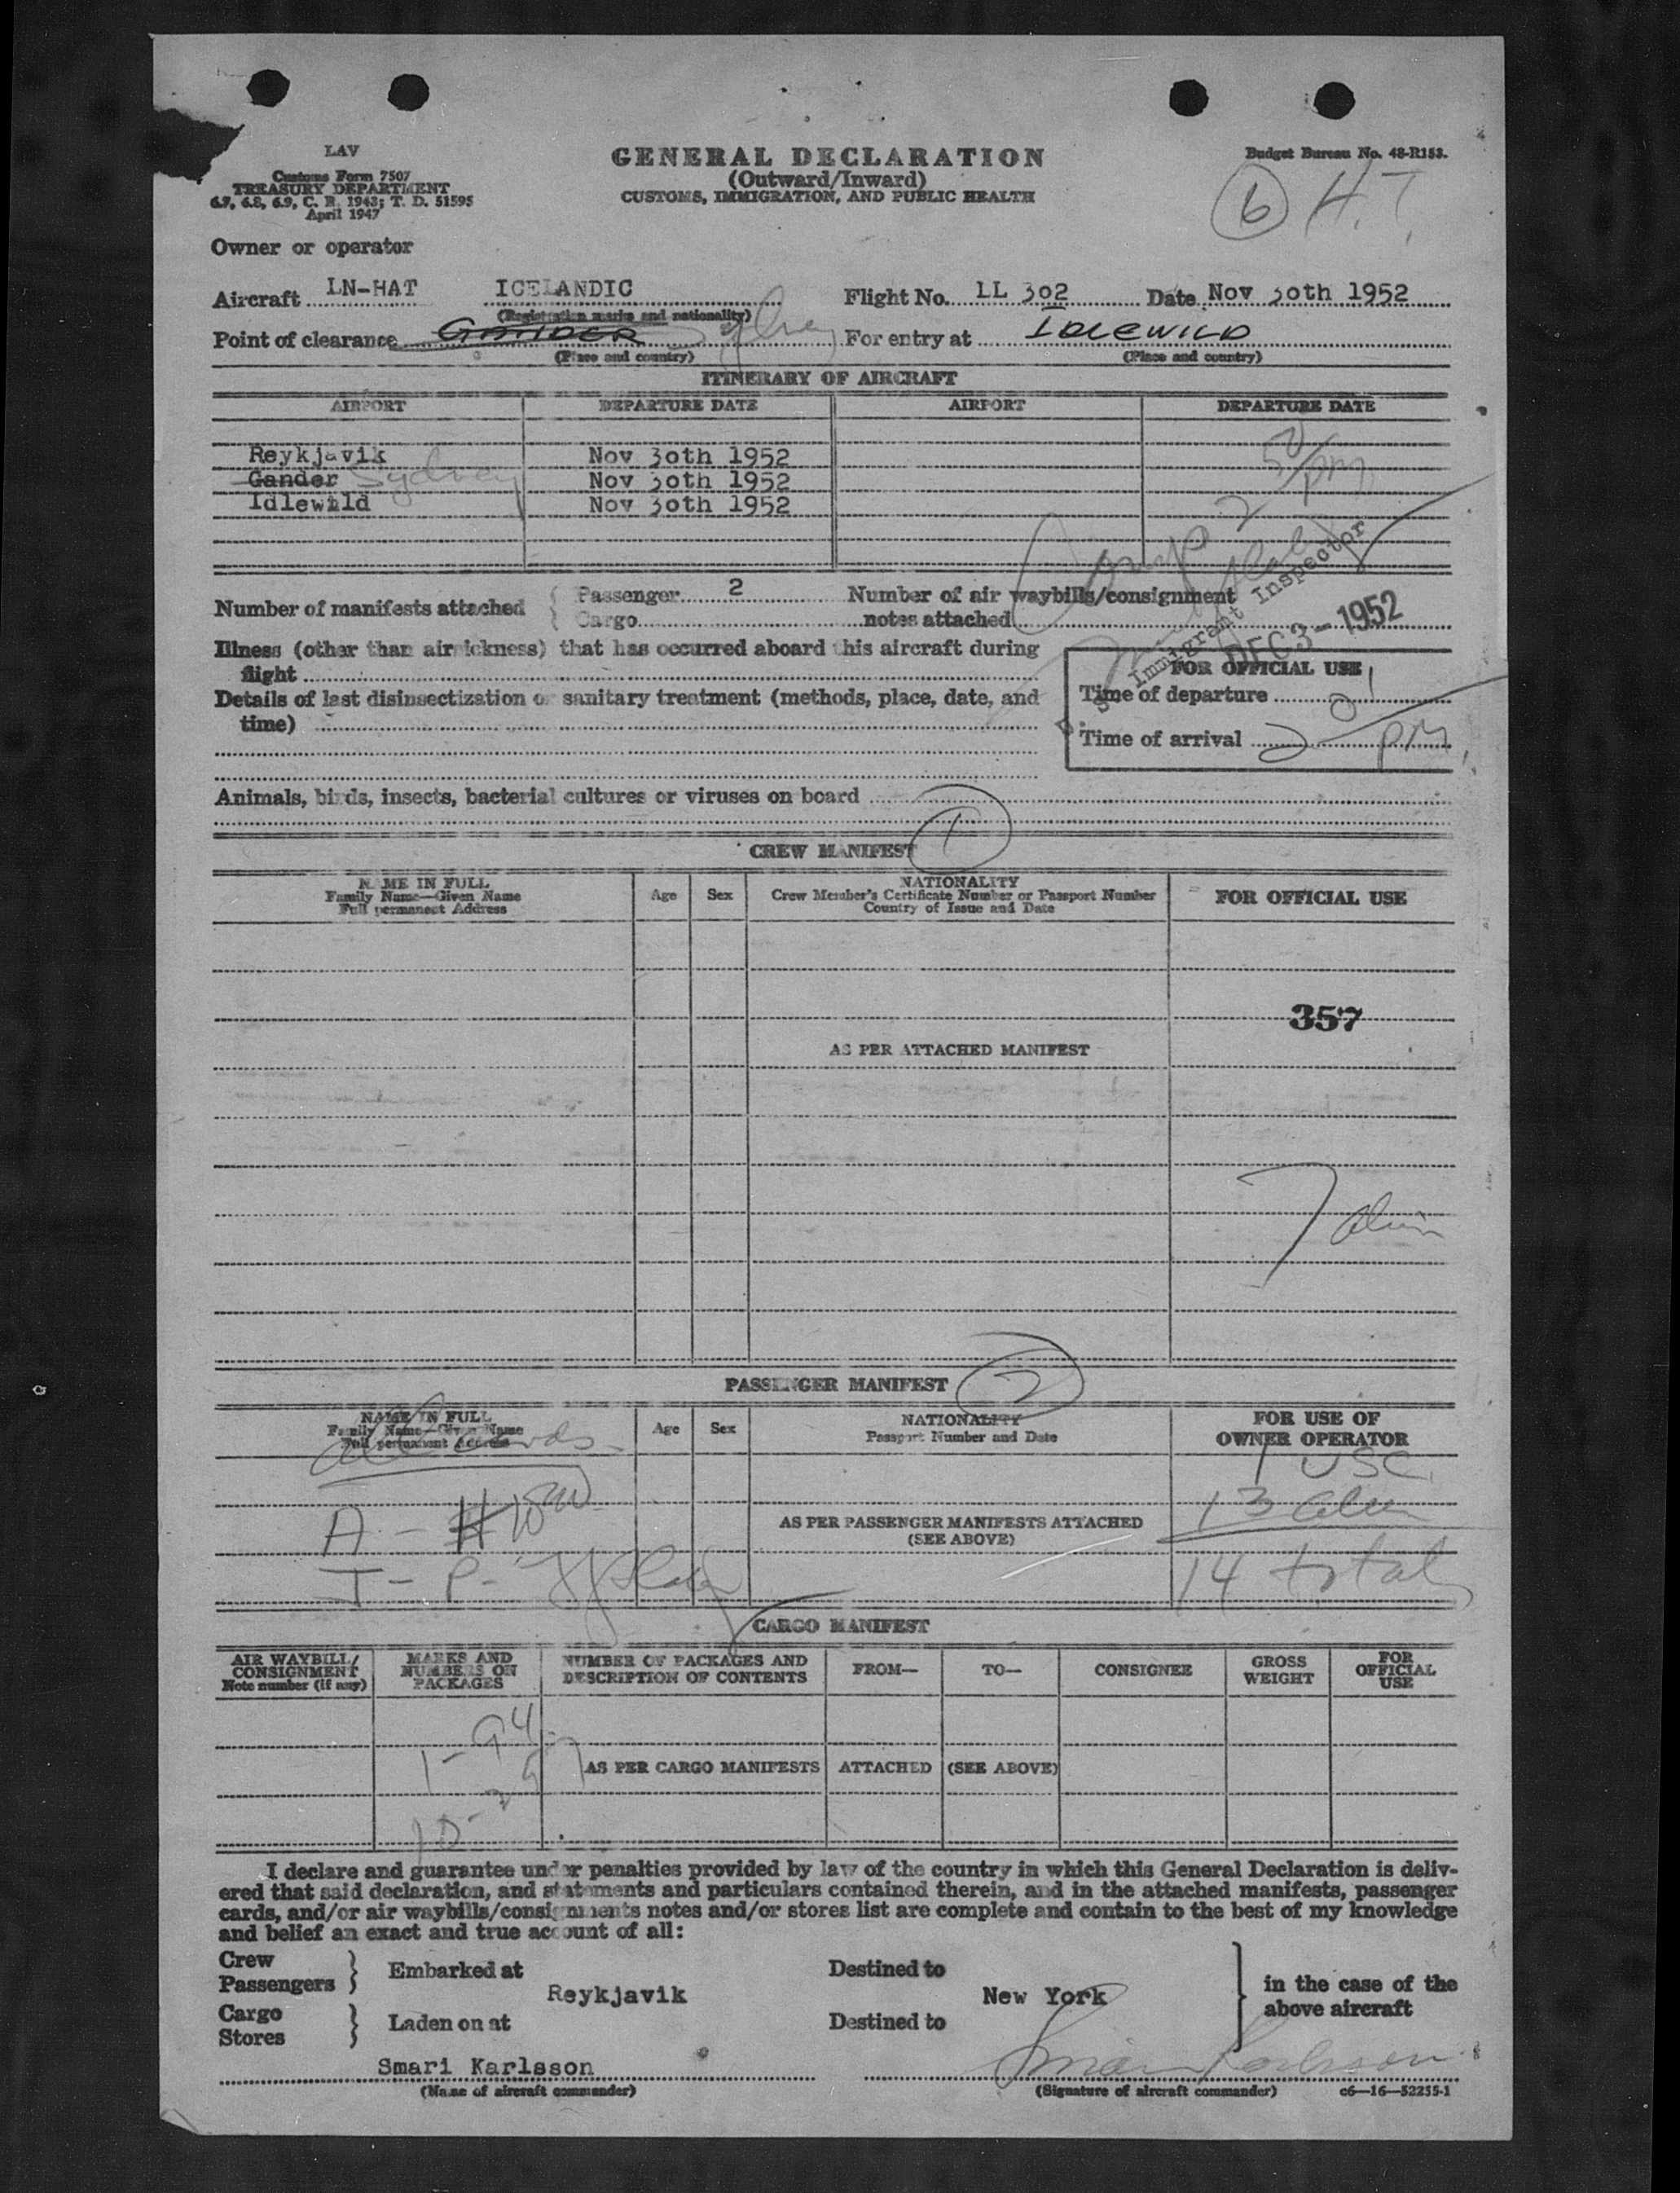 LAV
Customs Form 7507
TREASURY DEPARTMENT
6.7, 6.8, 6.9, C. R. 1943; T. D. 51595
April 1947
GENERAL DECLARATION
(Outward/Inward)
CUSTOMS, IMMIGRATION, AND PUBLIC HEALTH
Budget Bureau No. 48-R153.
6 H.T.
Owner or operator
Aircraft LN-HAT ICELANDIC Flight No. LL 302 Date Nov 30th 1952
(Registration marks and nationality)
Point of clearance GANDER Sydney For entry at IDLEWILD
(Place and country) (Place and country)
ITINERARY OF AIRCRAFT
AIRPORT DEPARTURE DATE AIRPORT DEPARTURE DATE
Reykjavik Nov 30th 1952
Gander Sydney Nov 30th 1952
Idlewild Nov 30th 1952
Immigrant Inspector
DEC 3 - 1952
Number of manifests attached { Passenger 2 Number of air waybills/consignment
Cargo notes attached
Illness (other than airsickness) that has occurred aboard this aircraft during
flight
Details of last disinsectization or sanitary treatment (methods, place, date, and
time)
FOR OFFICIAL USE
Time of departure
Time of arrival PM
Animals, birds, insects, bacterial cultures or viruses on board
CREW MANIFEST 1
NAME IN FULL
Family Name—Given Name
Full permanent Address
Age Sex
NATIONALITY
Crew Member's Certificate Number or Passport Number
Country of Issue and Date
FOR OFFICIAL USE
357
AS PER ATTACHED MANIFEST
7 alien
PASSENGER MANIFEST 2
NAME IN FULL
Family Name—Given Name
Full permanent Address
Age Sex
NATIONALITY
Passport Number and Date
FOR USE OF
OWNER OPERATOR
1 USC
13 alien
AS PER PASSENGER MANIFESTS ATTACHED
(SEE ABOVE)
14 total
CARGO MANIFEST
AIR WAYBILL/
CONSIGNMENT
Note number (if any)
MARKS AND
NUMBERS ON
PACKAGES
NUMBER OF PACKAGES AND
DESCRIPTION OF CONTENTS
FROM—
TO—
CONSIGNEE
GROSS
WEIGHT
FOR
OFFICIAL
USE
1-94
AS PER CARGO MANIFESTS ATTACHED (SEE ABOVE)
I declare and guarantee under penalties provided by law of the country in which this General Declaration is deliv-
ered that said declaration, and statements and particulars contained therein, and in the attached manifests, passenger
cards, and/or air waybills/consignments notes and/or stores list are complete and contain to the best of my knowledge
and belief an exact and true account of all:
Crew
Passengers } Embarked at Reykjavik Destined to New York } in the case of the
above aircraft
Cargo
Stores } Laden on at Destined to
Smari Karlsson Smari Karlsson
(Name of aircraft commander) (Signature of aircraft commander) c6—16—52255-1